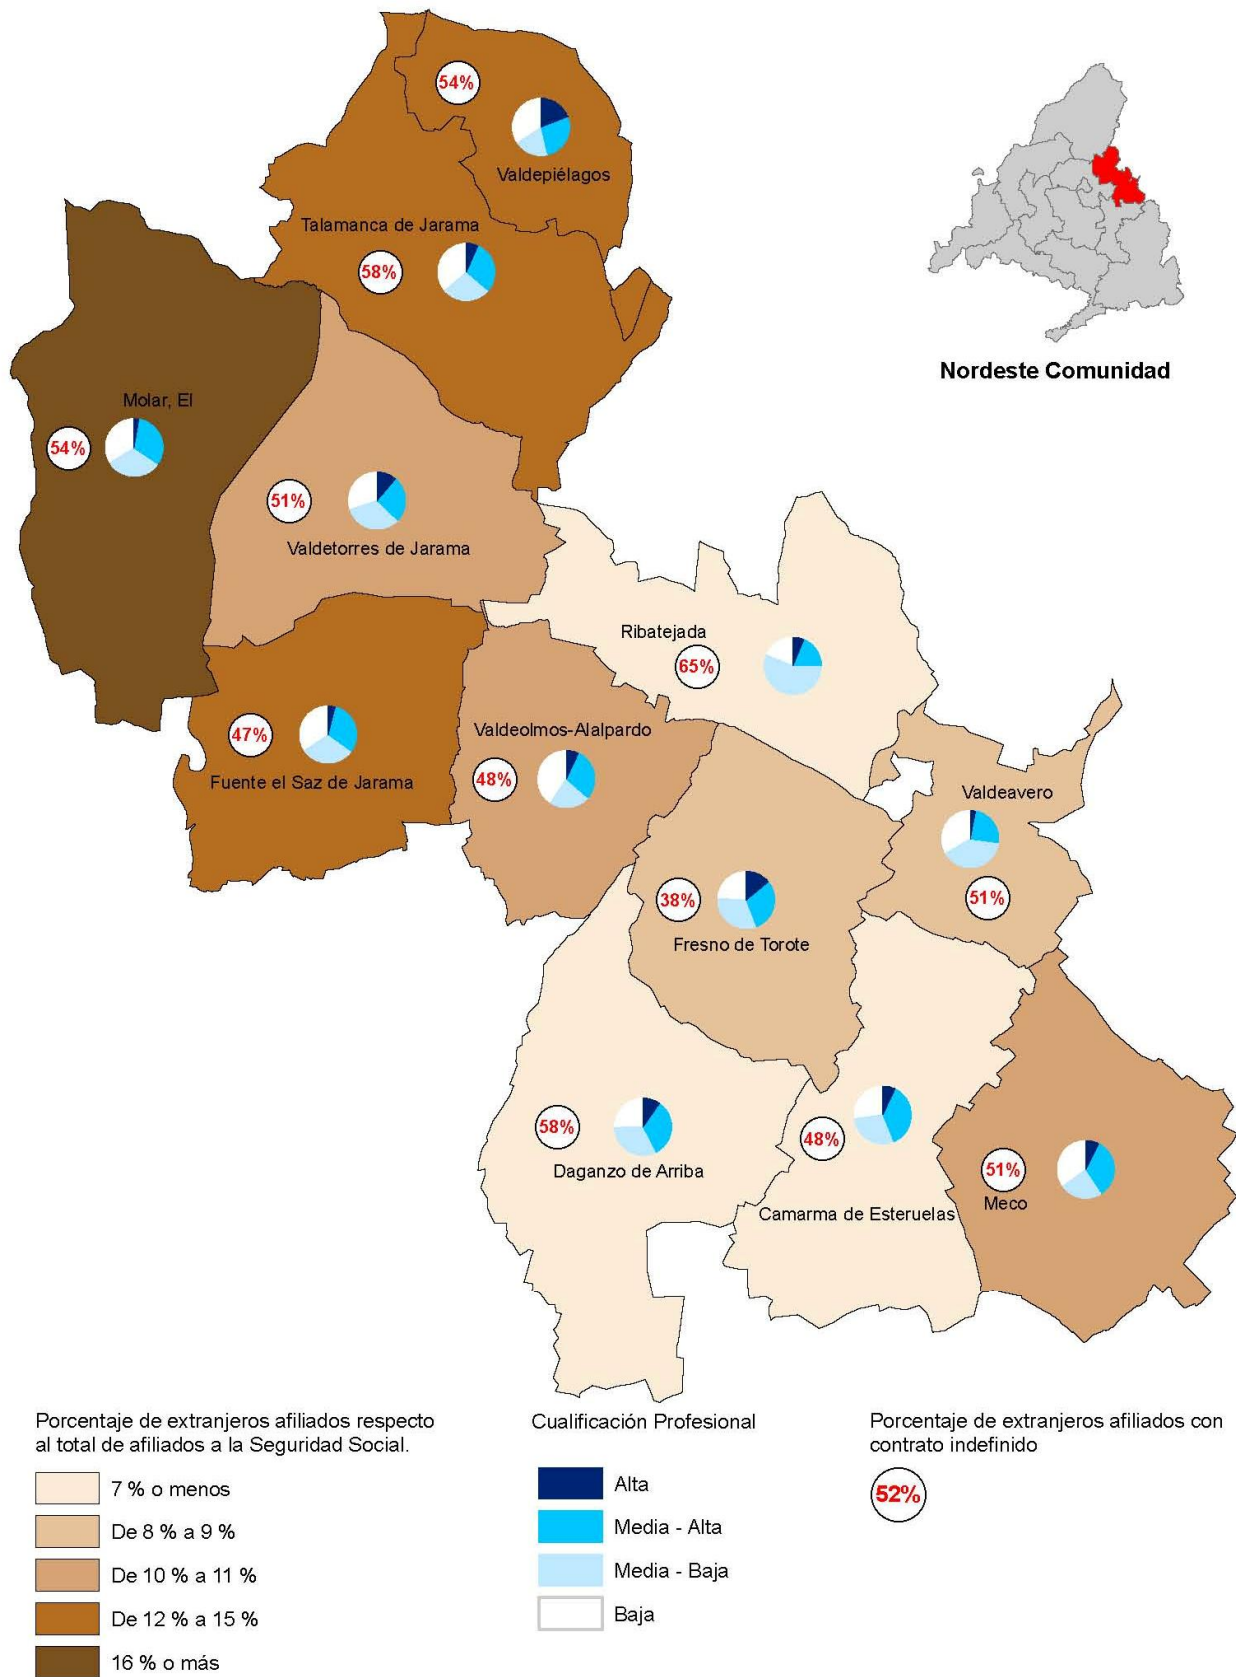 54%
Valdepiélagos
Talamanca de Jarama
58%
Nordeste Comunidad
Molar, El
54%
51%
Valdetorres de Jarama
Ribatejada
65%
47%
Fuente el Saz de Jarama
Valdeolmos-Alalpardo
48%
Valdeavero
51%
38%
Fresno de Torote
58%
Daganzo de Arriba
48%
Camarma de Esteruelas
51%
Meco
Porcentaje de extranjeros afiliados respecto
al total de afiliados a la Seguridad Social.
7 % o menos
De 8 % a 9 %
De 10 % a 11 %
De 12 % a 15 %
16 % o más
Cualificación Profesional
Alta
Media - Alta
Media - Baja
Baja
Porcentaje de extranjeros afiliados con
contrato indefinido
52%